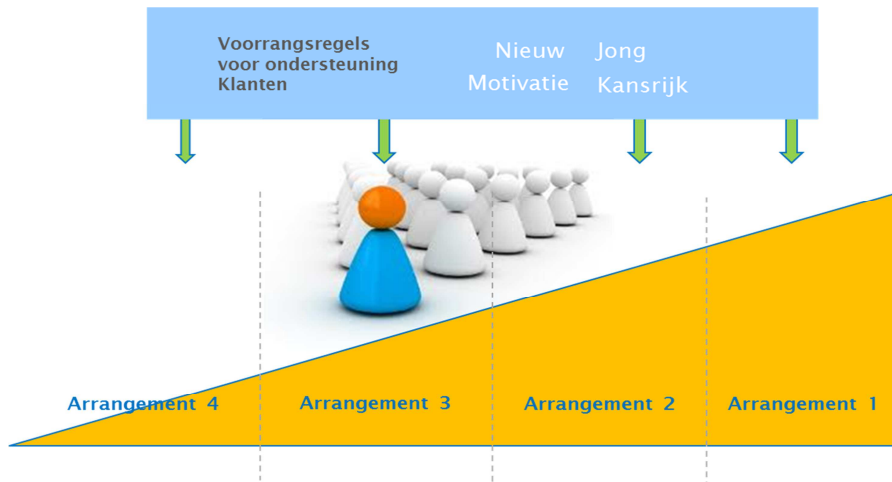 Voorrangsregels
voor ondersteuning
Klanten
Nieuw Jong
Motivatie Kansrijk
Arrangement 4
Arrangement 3
Arrangement 2
Arrangement 1